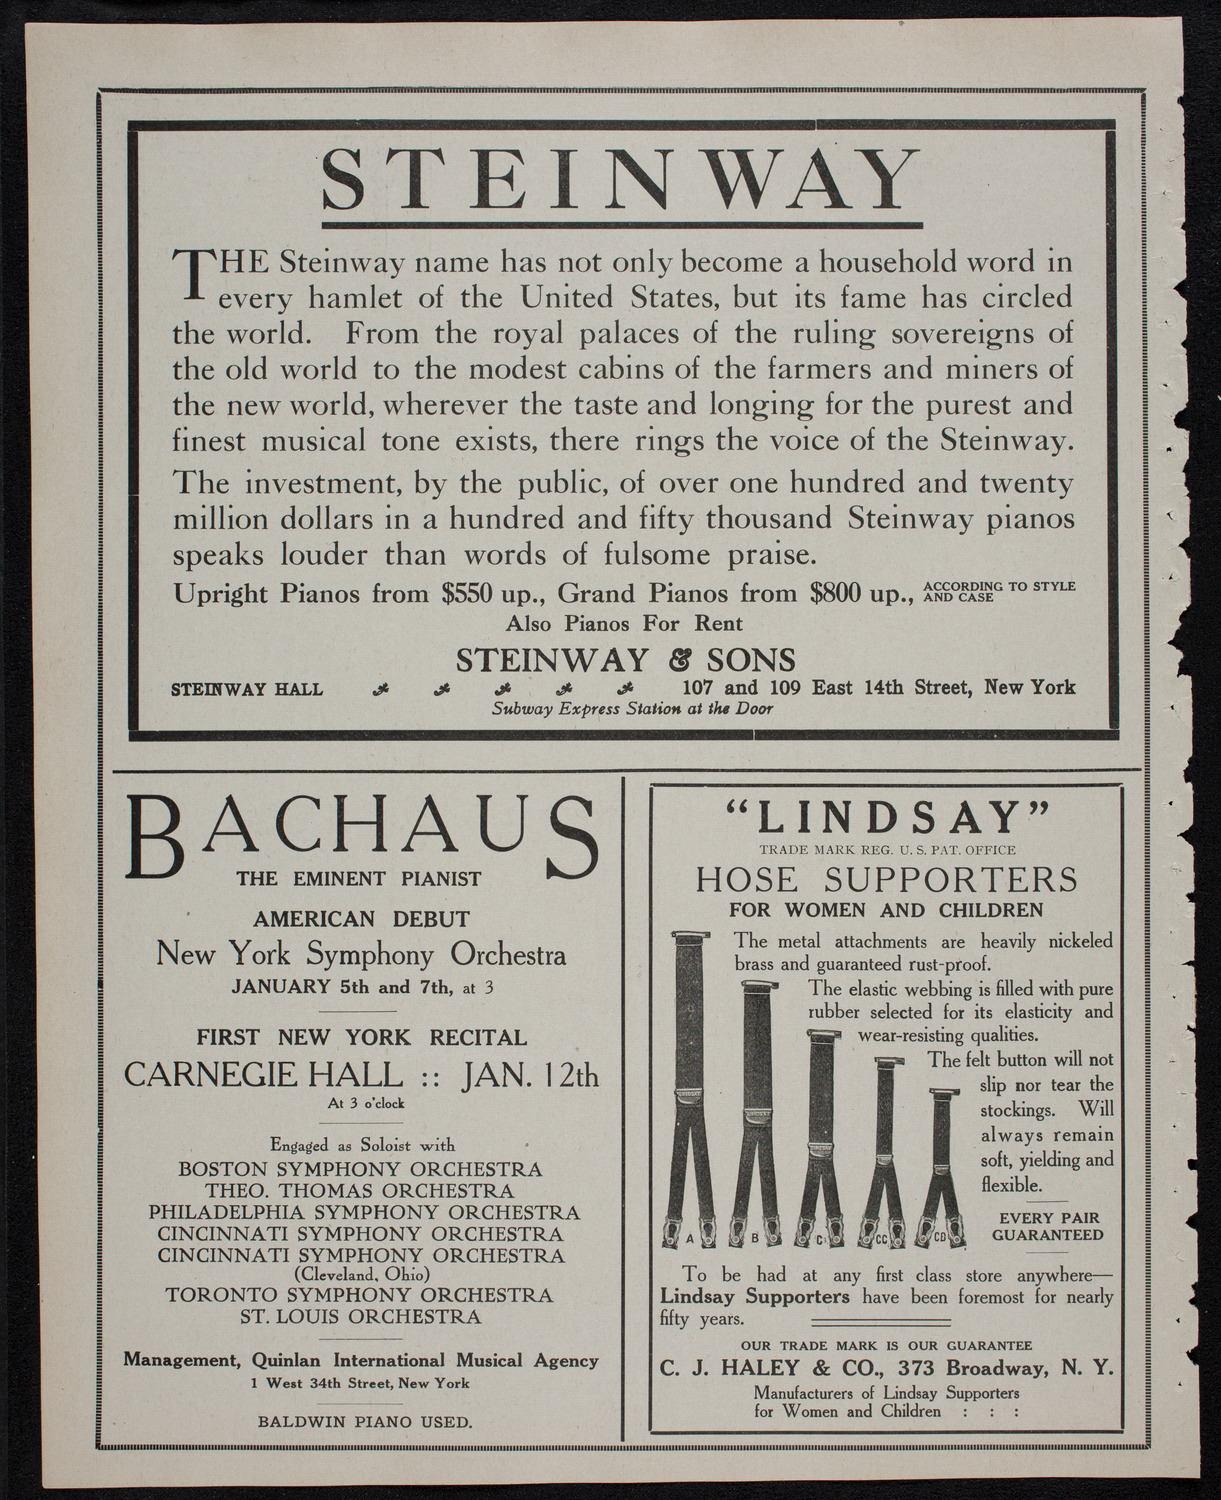 STEINWAY
THE Steinway name has not only become a household word in
every hamlet of the United States, but its fame has circled
the world. From the royal palaces of the ruling sovereigns of
the old world to the modest cabins of the farmers and miners of
the new world, wherever the taste and longing for the purest and
finest musical tone exists, there rings the voice of the Steinway.
The investment, by the public, of over one hundred and twenty
million dollars in a hundred and fifty thousand Steinway pianos
speaks louder than words of fulsome praise.
Upright Pianos from $550 up., Grand Pianos from $800 up., ACCORDING TO STYLE
AND CASE
Also Pianos For Rent
STEINWAY & SONS
STEINWAY HALL 107 and 109 East 14th Street, New York
Subway Express Station at the Door
BACHAUS
THE EMINENT PIANIST
AMERICAN DEBUT
New York Symphony Orchestra
JANUARY 5th and 7th, at 3
FIRST NEW YORK RECITAL
CARNEGIE HALL :: JAN. 12th
At 3 o'clock
Engaged as Soloist with
BOSTON SYMPHONY ORCHESTRA
THEO. THOMAS ORCHESTRA
PHILADELPHIA SYMPHONY ORCHESTRA
CINCINNATI SYMPHONY ORCHESTRA
CINCINNATI SYMPHONY ORCHESTRA
(Cleveland, Ohio)
TORONTO SYMPHONY ORCHESTRA
ST. LOUIS ORCHESTRA
Management, Quinlan International Musical Agency
1 West 34th Street, New York
BALDWIN PIANO USED.
"LINDSAY"
TRADE MARK REG. U. S. PAT. OFFICE
HOSE SUPPORTERS
FOR WOMEN AND CHILDREN
The metal attachments are heavily nickeled
brass and guaranteed rust-proof.
The elastic webbing is filled with pure
rubber selected for its elasticity and
wear-resisting qualities.
The felt button will not
slip nor tear the
stockings. Will
always remain
soft, yielding and
flexible.
EVERY PAIR
GUARANTEED
A B C CC CD
To be had at any first class store anywhere—
Lindsay Supporters have been foremost for nearly
fifty years.
OUR TRADE MARK IS OUR GUARANTEE
C. J. HALEY & CO., 373 Broadway, N. Y.
Manufacturers of Lindsay Supporters
for Women and Children : : :